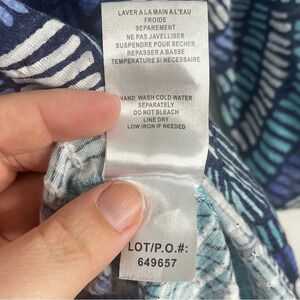 LAVER A LA MAIN A L'EAU
FROIDE
SEPAREMENT
NE PAS JAVELLISER
SUSPENDRE POUR SECHER
REPASSER A BASSE
TEMPERATURE SI NECESSAIRE
HAND WASH COLD WATER
SEPARATELY
DO NOT BLEACH
LINE DRY
LOW IRON IF NEEDED
LOT/P.O.#:
649657